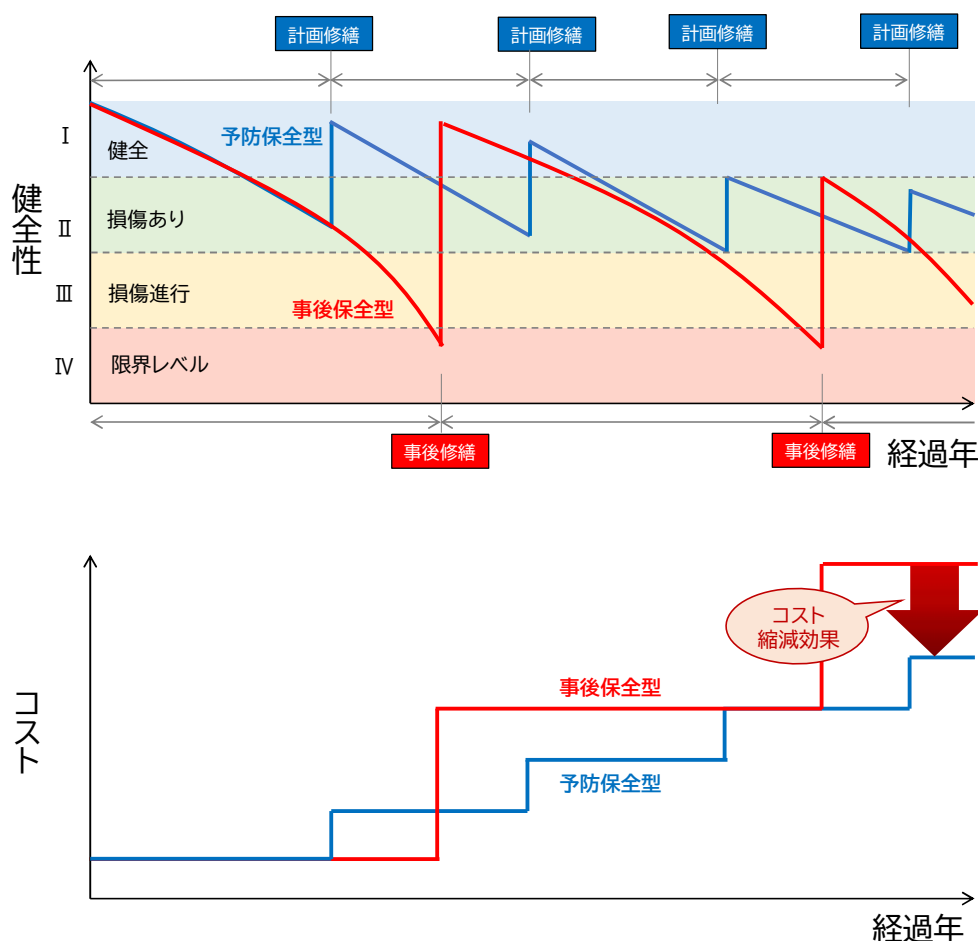 計画修繕
計画修繕
計画修繕
計画修繕
健全性
Ⅰ
Ⅱ
Ⅲ
Ⅳ
健全
損傷あり
損傷進行
限界レベル
予防保全型
事後保全型
事後修繕
事後修繕
経過年
コスト
事後保全型
予防保全型
コスト
縮減効果
経過年